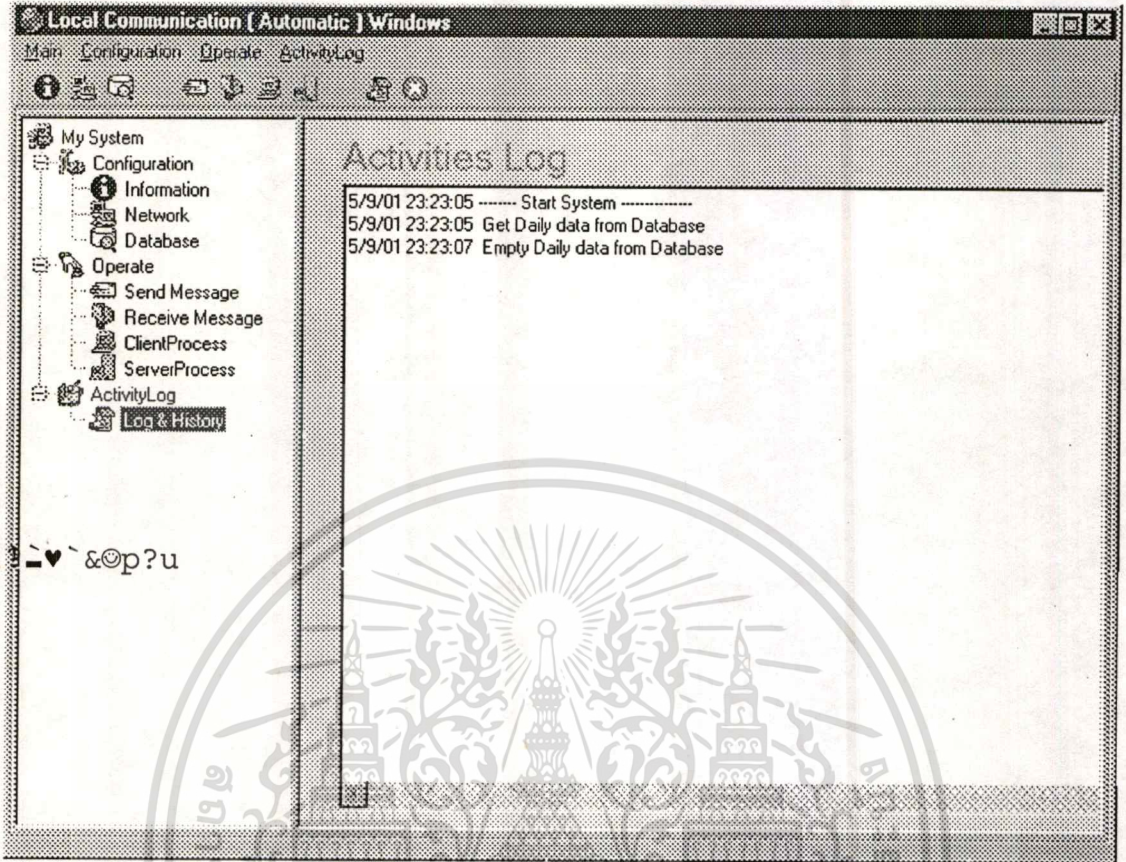 Local Communication ( Automatic ) Windows
Main Configuration Operate ActivityLog
My System
Configuration
Information
Network
Database
Operate
Send Message
Receive Message
ClientProcess
ServerProcess
ActivityLog
Log & History
Activities Log
5/9/01 23:23:05 -------- Start System --------------
5/9/01 23:23:05 Get Daily data from Database
5/9/01 23:23:07 Empty Daily data from Database
♥`&☺p?u